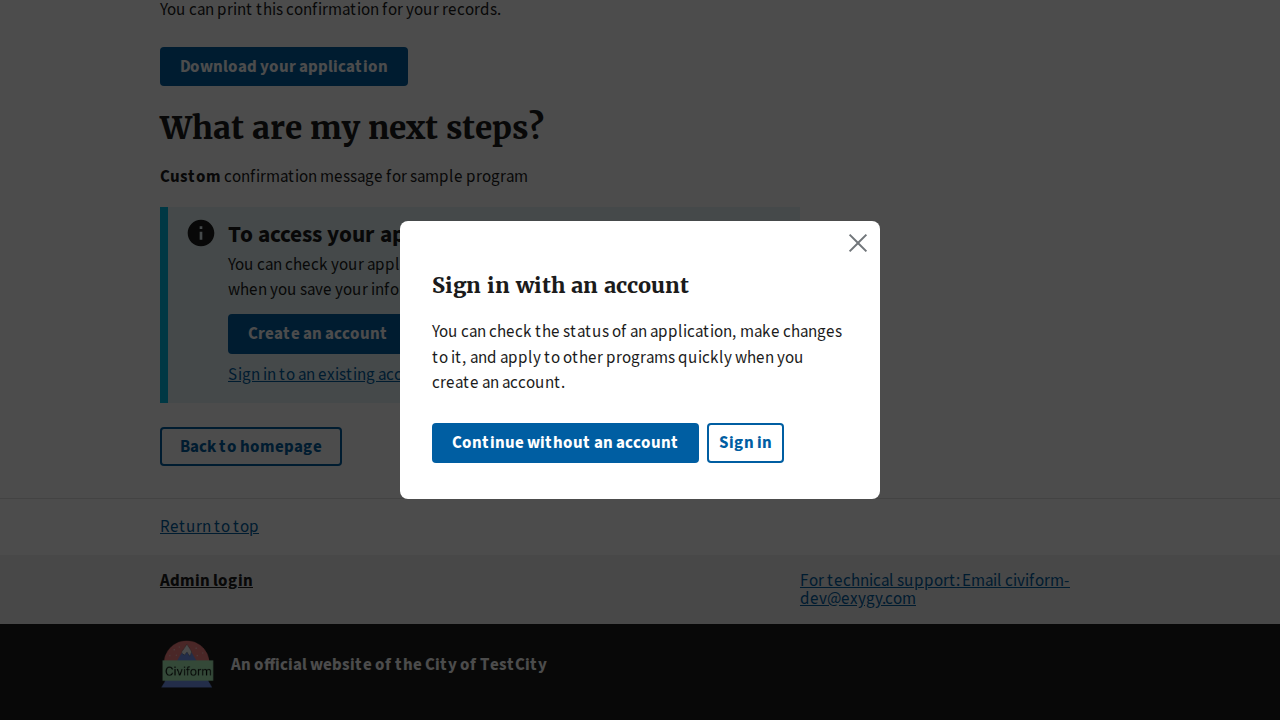 You can print this confirmation for your records.
Download your application
What are my next steps?
Custom confirmation message for sample program
To access your ap
You can check your appl
when you save your info
Create an account
Sign in to an existing acc
Sign in with an account
You can check the status of an application, make changes
to it, and apply to other programs quickly when you
create an account.
Continue without an account
Sign in
Back to homepage
Return to top
Admin login
For technical support: Email civiform-
dev@exygy.com
Civiform
An official website of the City of TestCity